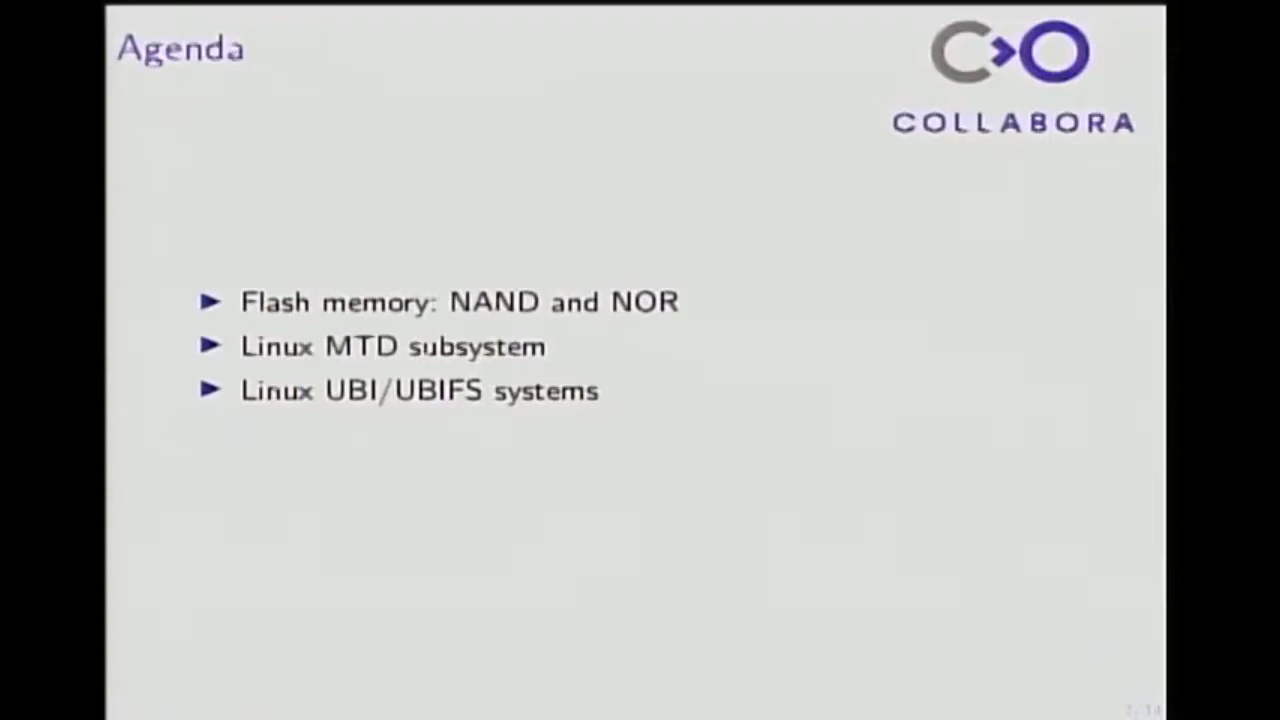 Agenda
COLLABORA
Flash memory: NAND and NOR
Linux MTD subsystem
Linux UBI/UBIFS systems